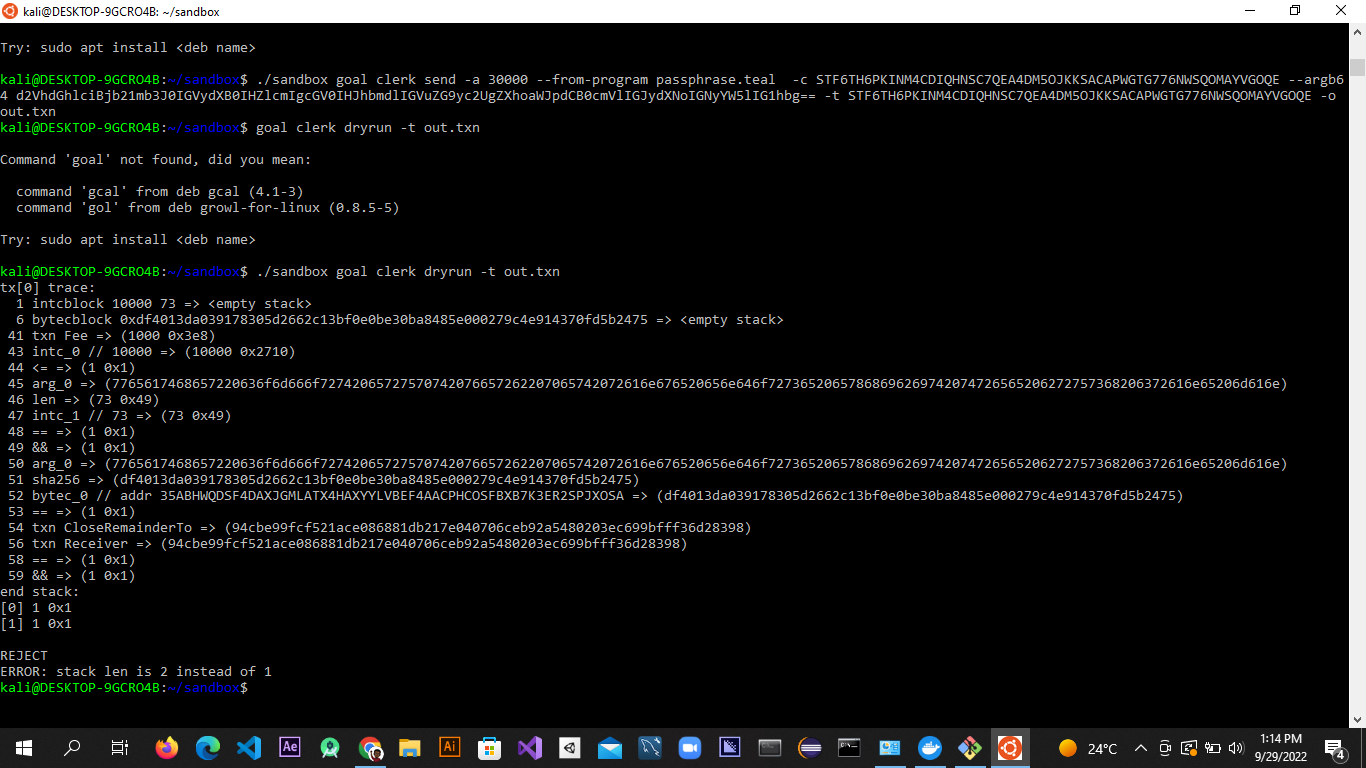 kali@DESKTOP-9GCRO4B: ~/sandbox
Try: sudo apt install <deb name>
kali@DESKTOP-9GCRO4B:~/sandbox$ ./sandbox goal clerk send -a 30000 --from-program passphrase.teal  -c STF6TH6PKINM4CDIQHNSC7QEA4DM5OJKKSACAPWGTG776NWSQOMAYVGOQE --argb6
4 d2VhdGhlciBjb21mb3J0IGVydXB0IHZlcmIgcGV0IHJhbmdlIGVuZG9yc2UgZXhoaWJpdCB0cmVlIGJydXNoIGNyYW5lIG1hbg== -t STF6TH6PKINM4CDIQHNSC7QEA4DM5OJKKSACAPWGTG776NWSQOMAYVGOQE -o
out.txn
kali@DESKTOP-9GCRO4B:~/sandbox$ goal clerk dryrun -t out.txn
Command 'goal' not found, did you mean:
command 'gcal' from deb gcal (4.1-3)
command 'gol' from deb growl-for-linux (0.8.5-5)
Try: sudo apt install <deb name>
kali@DESKTOP-9GCRO4B:~/sandbox$ ./sandbox goal clerk dryrun -t out.txn
tx[0] trace:
1 intcblock 10000 73 => <empty stack>
6 bytecblock 0xdf4013da039178305d2662c13bf0e0be30ba8485e000279c4e914370fd5b2475 => <empty stack>
41 txn Fee => (1000 0x3e8)
43 intc_0 // 10000 => (10000 0x2710)
44 <= => (1 0x1)
45 arg_0 => (7765617468657220636f6d666f7274206572757074207665726220706574207 2616e676520656e646f72736520657868696269742074726565206272757368206372616e65206d616e)
46 len => (73 0x49)
47 intc_1 // 73 => (73 0x49)
48 == => (1 0x1)
49 && => (1 0x1)
50 arg_0 => (7765617468657220636f6d666f72742065727570742076657262207065742072616e676520656e646f72736520657868696269742074726565206272757368206372616e65206d616e)
51 sha256 => (df4013da039178305d2662c13bf0e0be30ba8485e000279c4e914370fd5b2475)
52 bytec_0 // addr 35ABHWQDSF4DAXJGMLATX4HAXYYLVBEF4AACPHCOSFBXB7K3ER2SPJXOSA => (df4013da039178305d2662c13bf0e0be30ba8485e000279c4e914370fd5b2475)
53 == => (1 0x1)
54 txn CloseRemainderTo => (94cbe99fcf521ace086881db217e040706ceb92a5480203ec699bfff36d28398)
56 txn Receiver => (94cbe99fcf521ace086881db217e040706ceb92a5480203ec699bfff36d28398)
58 == => (1 0x1)
59 && => (1 0x1)
end stack:
[0] 1 0x1
[1] 1 0x1
REJECT
ERROR: stack len is 2 instead of 1
kali@DESKTOP-9GCRO4B:~/sandbox$
Ae
Ai
24°C
1:14 PM
9/29/2022
4